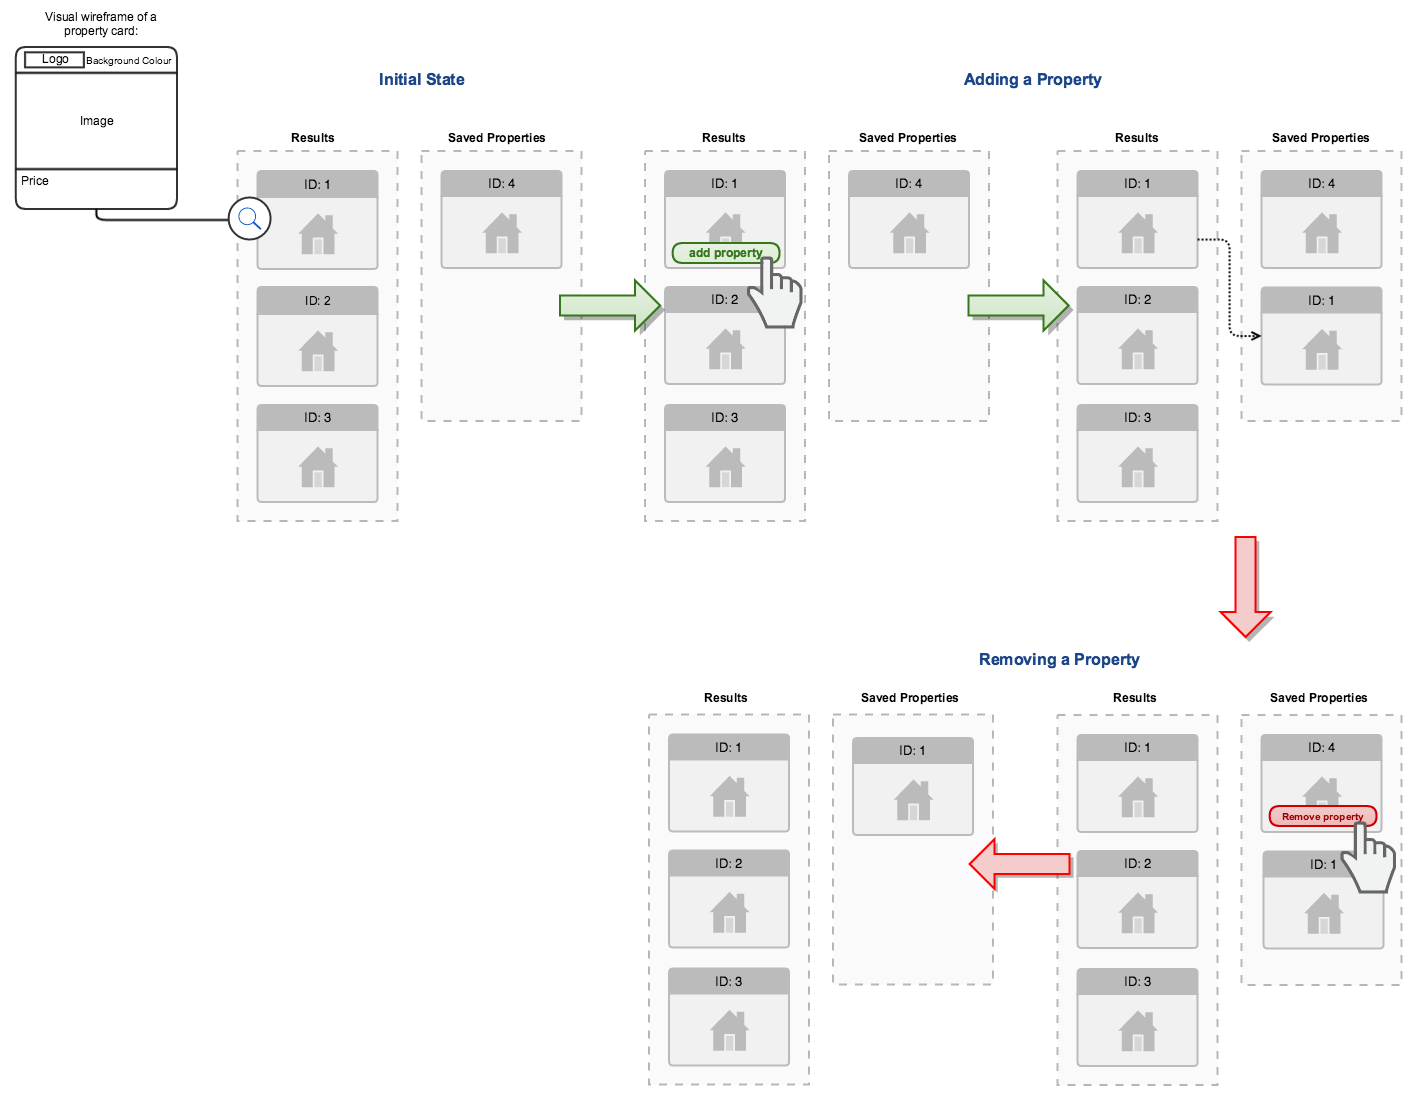 Visual wireframe of a
property card:
Logo
Background Colour
Image
Price
Initial State
Results
Saved Properties
ID: 1
ID: 4
ID: 2
ID: 3
Adding a Property
Results
Saved Properties
ID: 1
add property
ID: 4
ID: 2
ID: 3
Results
Saved Properties
ID: 1
ID: 4
ID: 2
ID: 1
ID: 3
Removing a Property
Results
Saved Properties
ID: 1
ID: 1
ID: 2
ID: 3
Results
Saved Properties
ID: 1
ID: 4
Remove property
ID: 2
ID: 1
ID: 3